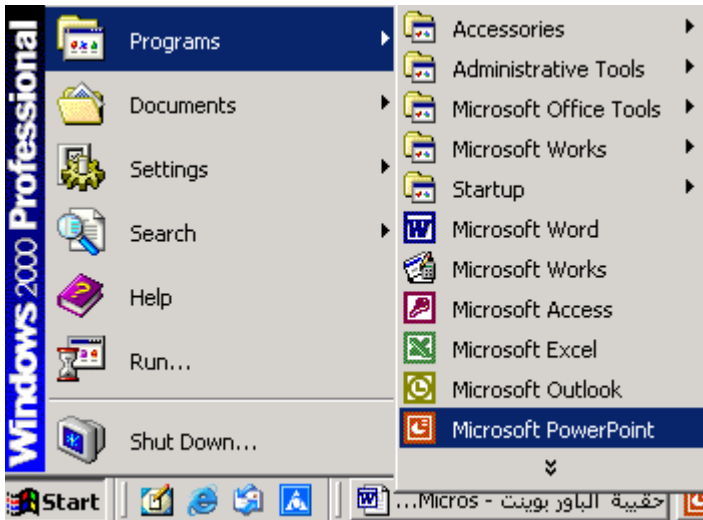 Windows 2000 Professional
Programs
Documents
Settings
Search
Help
Run...
Shut Down...
Accessories
Administrative Tools
Microsoft Office Tools
Microsoft Works
Startup
Microsoft Word
Microsoft Works
Microsoft Access
Microsoft Excel
Microsoft Outlook
Microsoft PowerPoint
Start
حقيبة الباور بوينت - Micros...